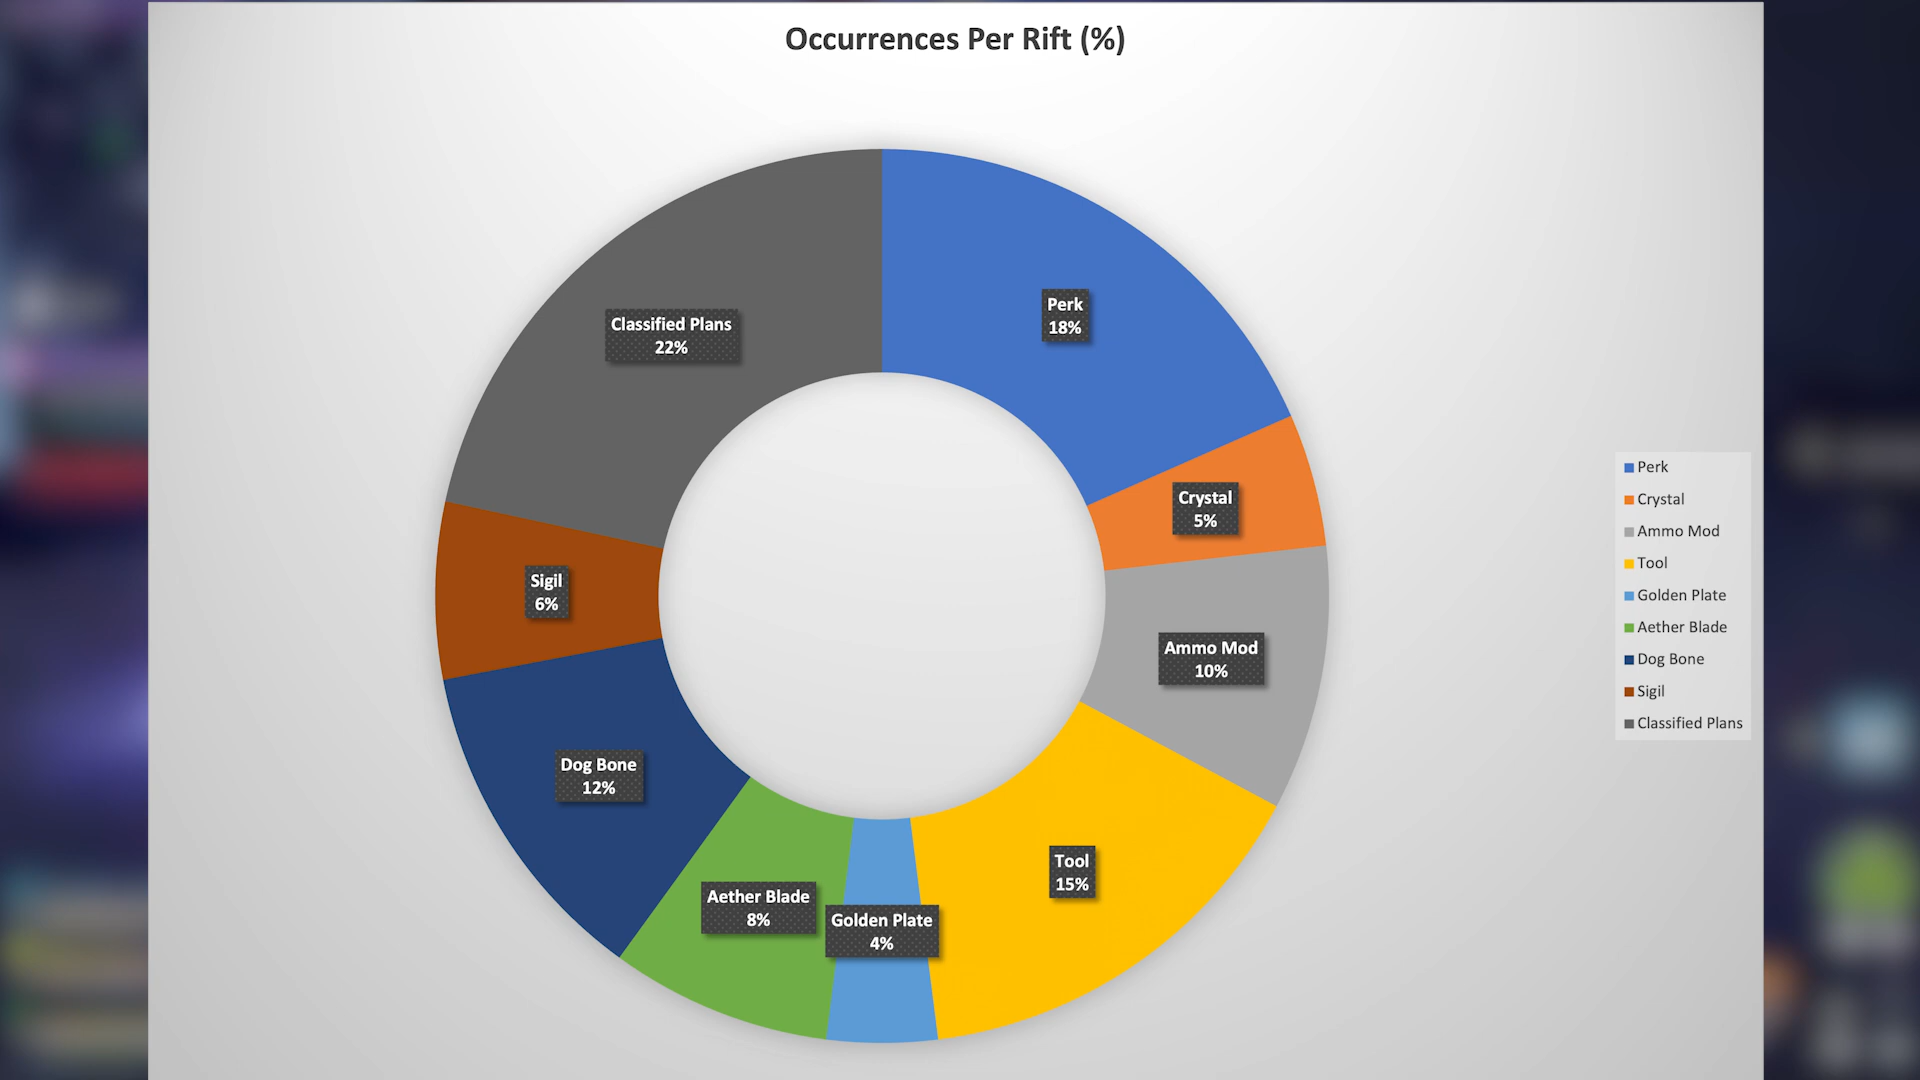 Occurrences Per Rift (%)
Perk
18%
Crystal
5%
Ammo Mod
10%
Tool
15%
Golden Plate
4%
Aether Blade
8%
Dog Bone
12%
Sigil
6%
Classified Plans
22%
Perk
Crystal
Ammo Mod
Tool
Golden Plate
Aether Blade
Dog Bone
Sigil
Classified Plans